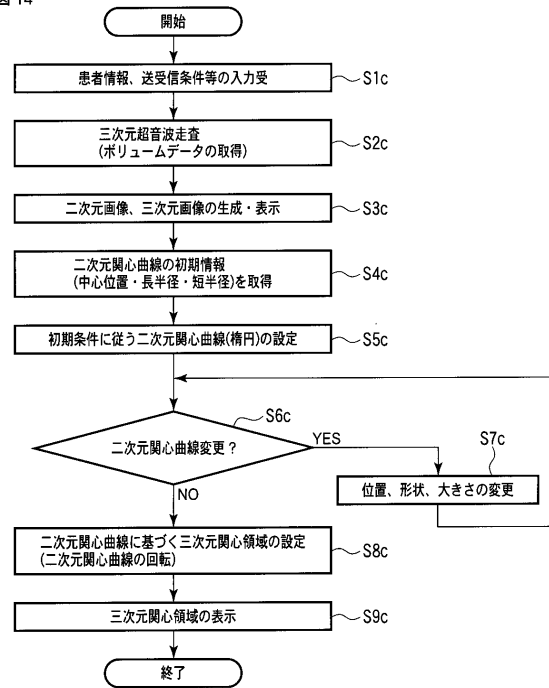 図 14
開始
患者情報、送受信条件等の入力受
S1c
三次元超音波走査
(ボリュームデータの取得)
S2c
二次元画像、三次元画像の生成・表示
S3c
二次元関心曲線の初期情報
(中心位置・長半径・短半径)を取得
S4c
初期条件に従う二次元関心曲線(楕円)の設定
S5c
S6c
二次元関心曲線変更?
YES
S7c
位置、形状、大きさの変更
NO
二次元関心曲線に基づく三次元関心領域の設定
(二次元関心曲線の回転)
S8c
三次元関心領域の表示
S9c
終了